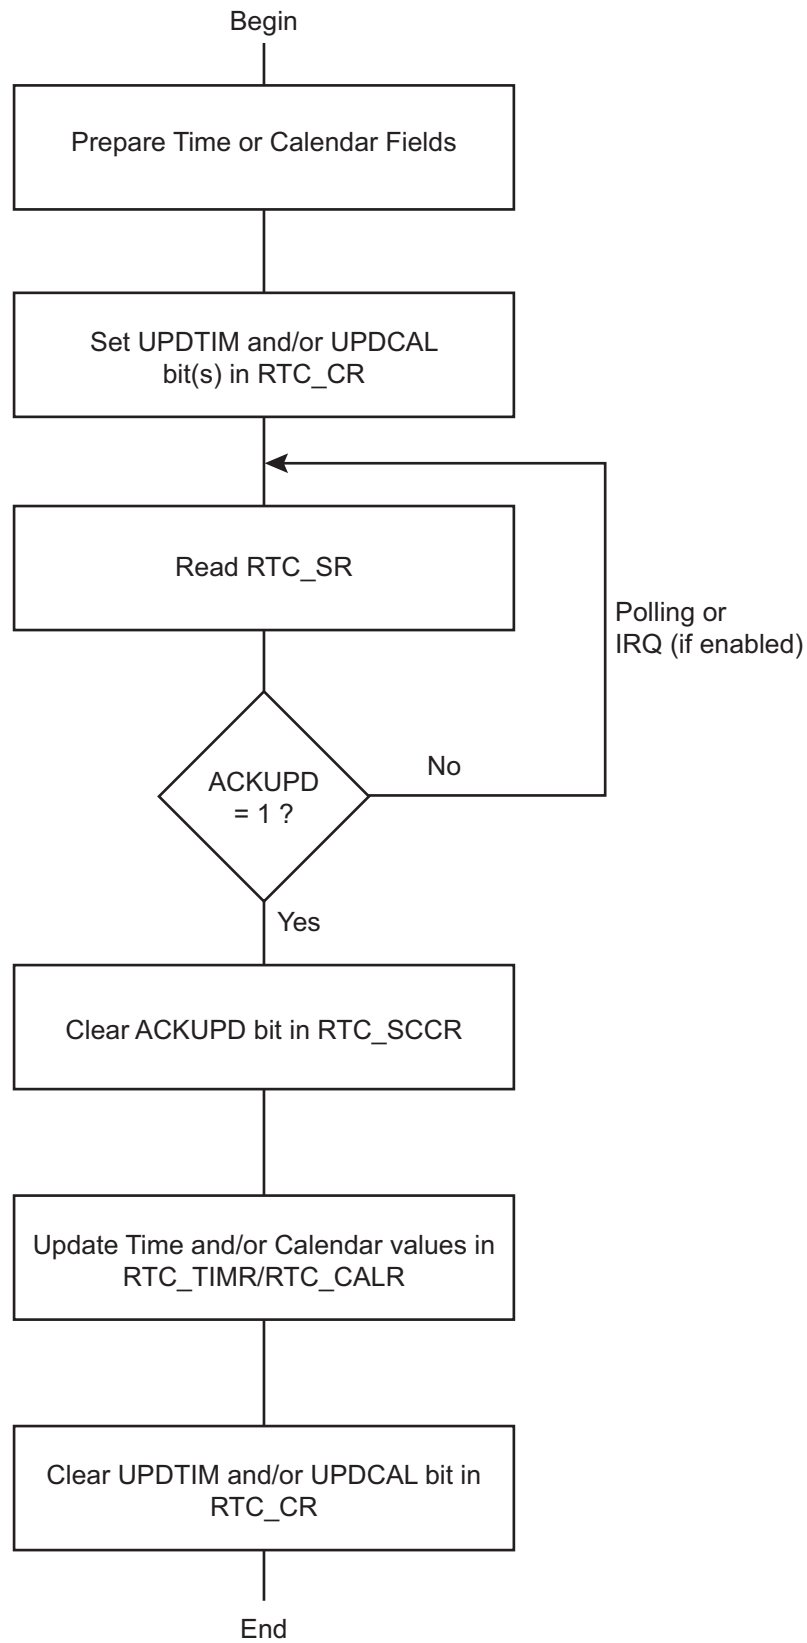 Begin
Prepare Time or Calendar Fields
Set UPDTIM and/or UPDCAL
bit(s) in RTC_CR
Read RTC_SR
Polling or
IRQ (if enabled)
ACKUPD
= 1 ?
No
Yes
Clear ACKUPD bit in RTC_SCCR
Update Time and/or Calendar values in
RTC_TIMR/RTC_CALR
Clear UPDTIM and/or UPDCAL bit in
RTC_CR
End